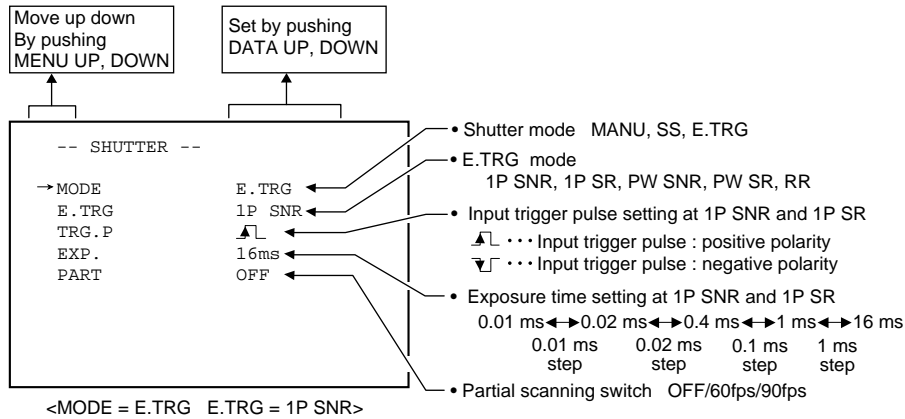 Move up down
By pushing
MENU UP, DOWN
Set by pushing
DATA UP, DOWN
-- SHUTTER --
→MODE E.TRG
E.TRG 1P SNR
TRG.P
EXP. 16ms
PART OFF
• Shutter mode MANU, SS, E.TRG
• E.TRG mode
1P SNR, 1P SR, PW SNR, PW SR, RR
• Input trigger pulse setting at 1P SNR and 1P SR
・・・Input trigger pulse : positive polarity
・・・Input trigger pulse : negative polarity
• Exposure time setting at 1P SNR and 1P SR
0.01 ms↔0.02 ms↔0.4 ms↔1 ms↔16 ms
0.01 ms 0.02 ms 0.1 ms 1 ms
step step step step
• Partial scanning switch OFF/60fps/90fps
<MODE = E.TRG E.TRG = 1P SNR>